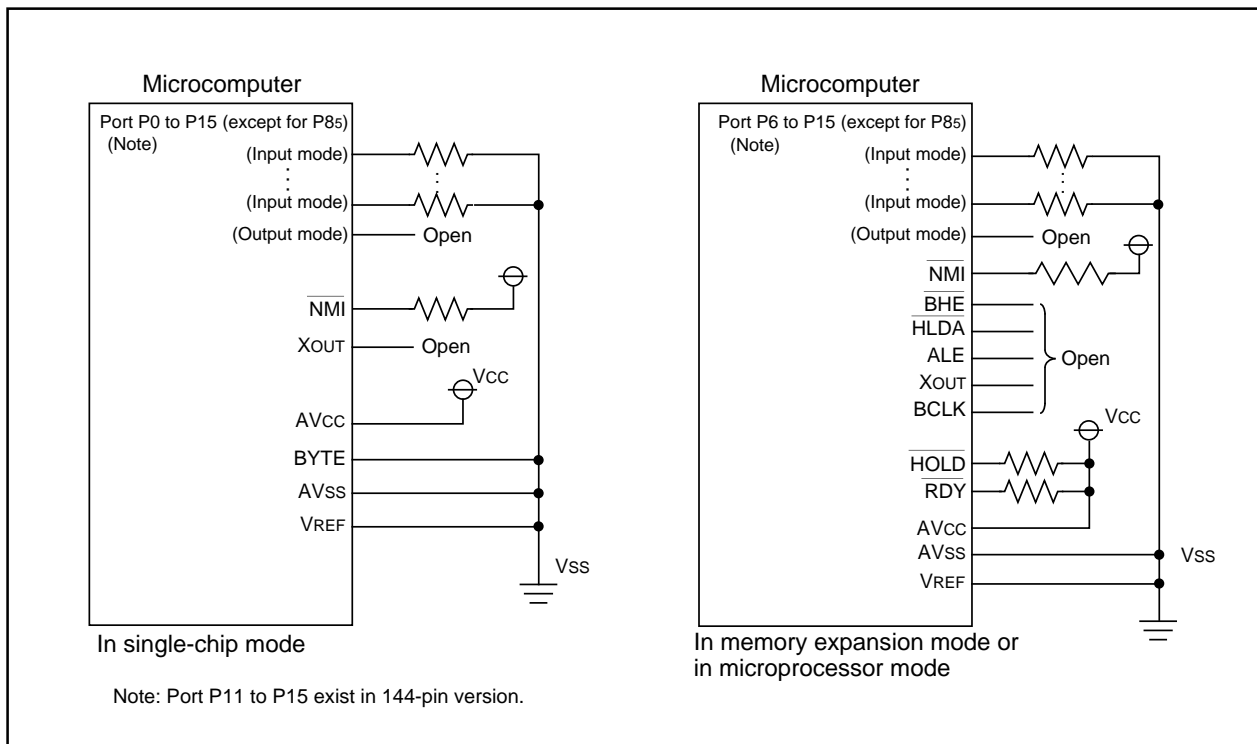 Microcomputer
Port P0 to P15 (except for P85)
(Note)
(Input mode)
(Input mode)
(Output mode)
Open
NMI
XOUT
Open
VCC
AVCC
BYTE
AVSS
VREF
VSS
In single-chip mode
Note: Port P11 to P15 exist in 144-pin version.
Microcomputer
Port P6 to P15 (except for P85)
(Note)
(Input mode)
(Input mode)
(Output mode)
Open
NMI
BHE
HLDA
ALE
Open
XOUT
BCLK
VCC
HOLD
RDY
AVCC
AVSS
VSS
VREF
In memory expansion mode or
in microprocessor mode